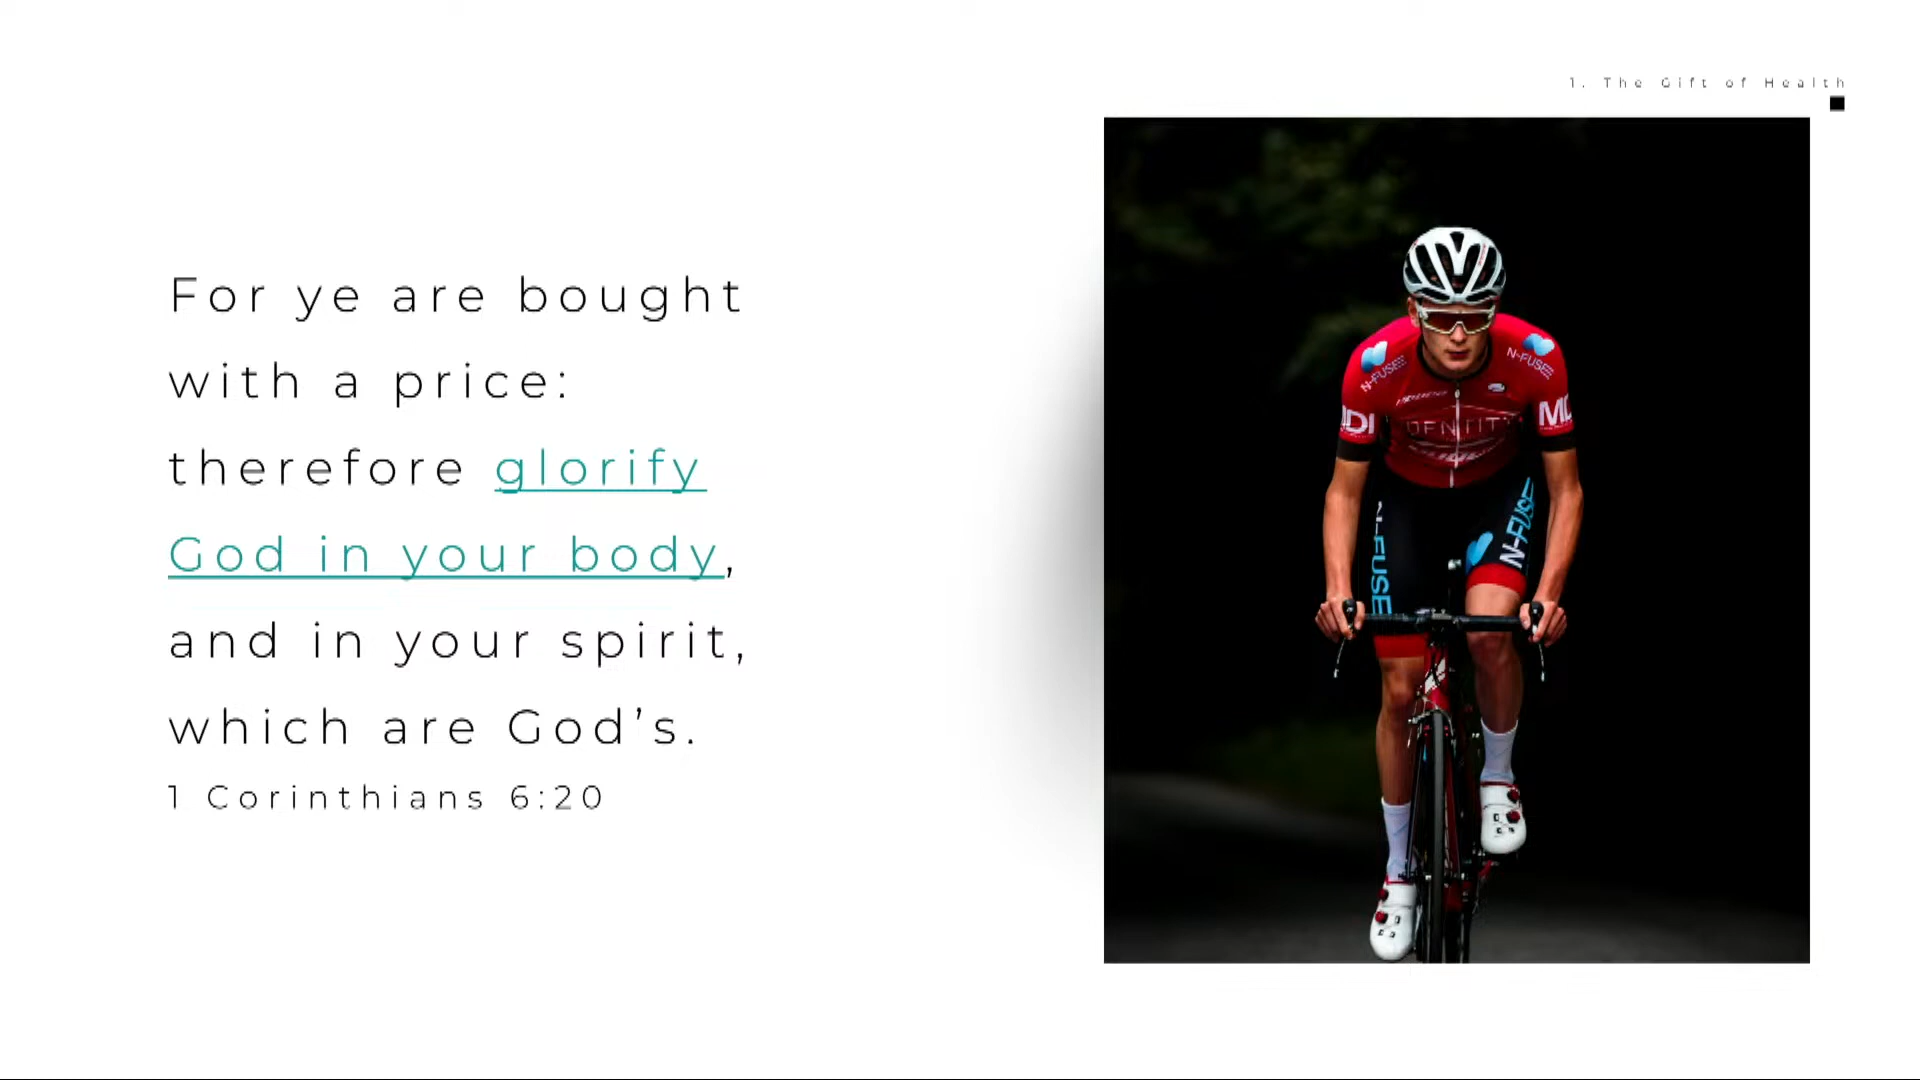 1. The Gift of Health
For ye are bought
with a price:
therefore glorify
God in your body,
and in your spirit,
which are God's.
1 Corinthians 6:20
N-FUSE
N-FUSE
N-FUSE
N-FUSE